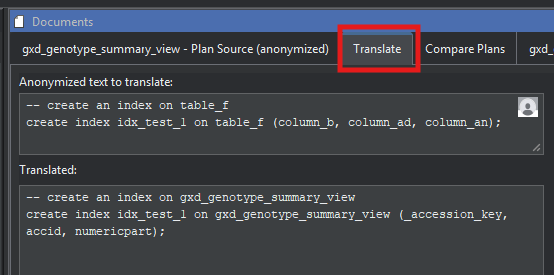 Documents
gxd_genotype_summary_view - Plan Source (anonymized) Translate Compare Plans gxd_
Anonymized text to translate:
-- create an index on table_f
create index idx_test_1 on table_f (column_b, column_ad, column_an);
Translated:
-- create an index on gxd_genotype_summary_view
create index idx_test_1 on gxd_genotype_summary_view (_accession_key,
accid, numericpart);